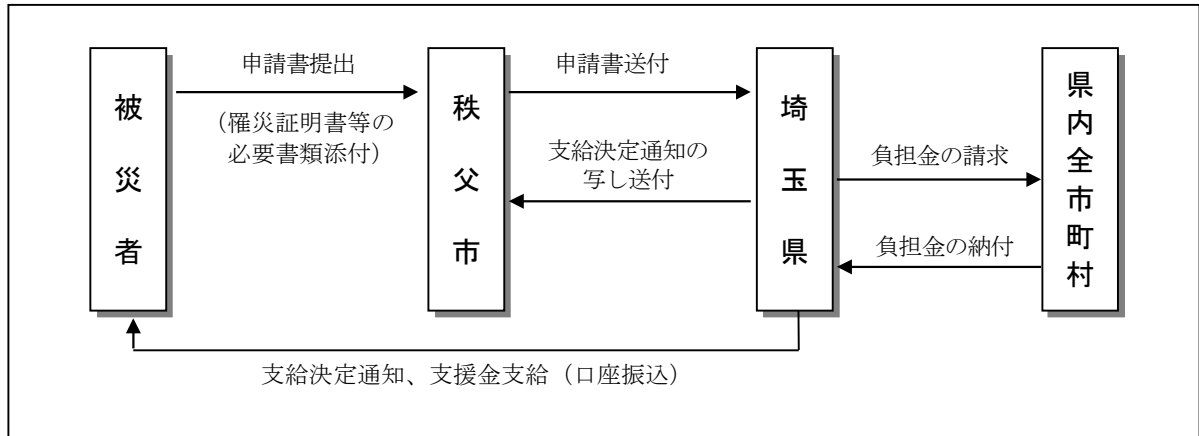 被災者
申請書提出
（罹災証明書等の
必要書類添付）
秩父市
申請書送付
支給決定通知の
写し送付
埼玉県
負担金の請求
負担金の納付
県内全市町村
支給決定通知、支援金支給（口座振込）